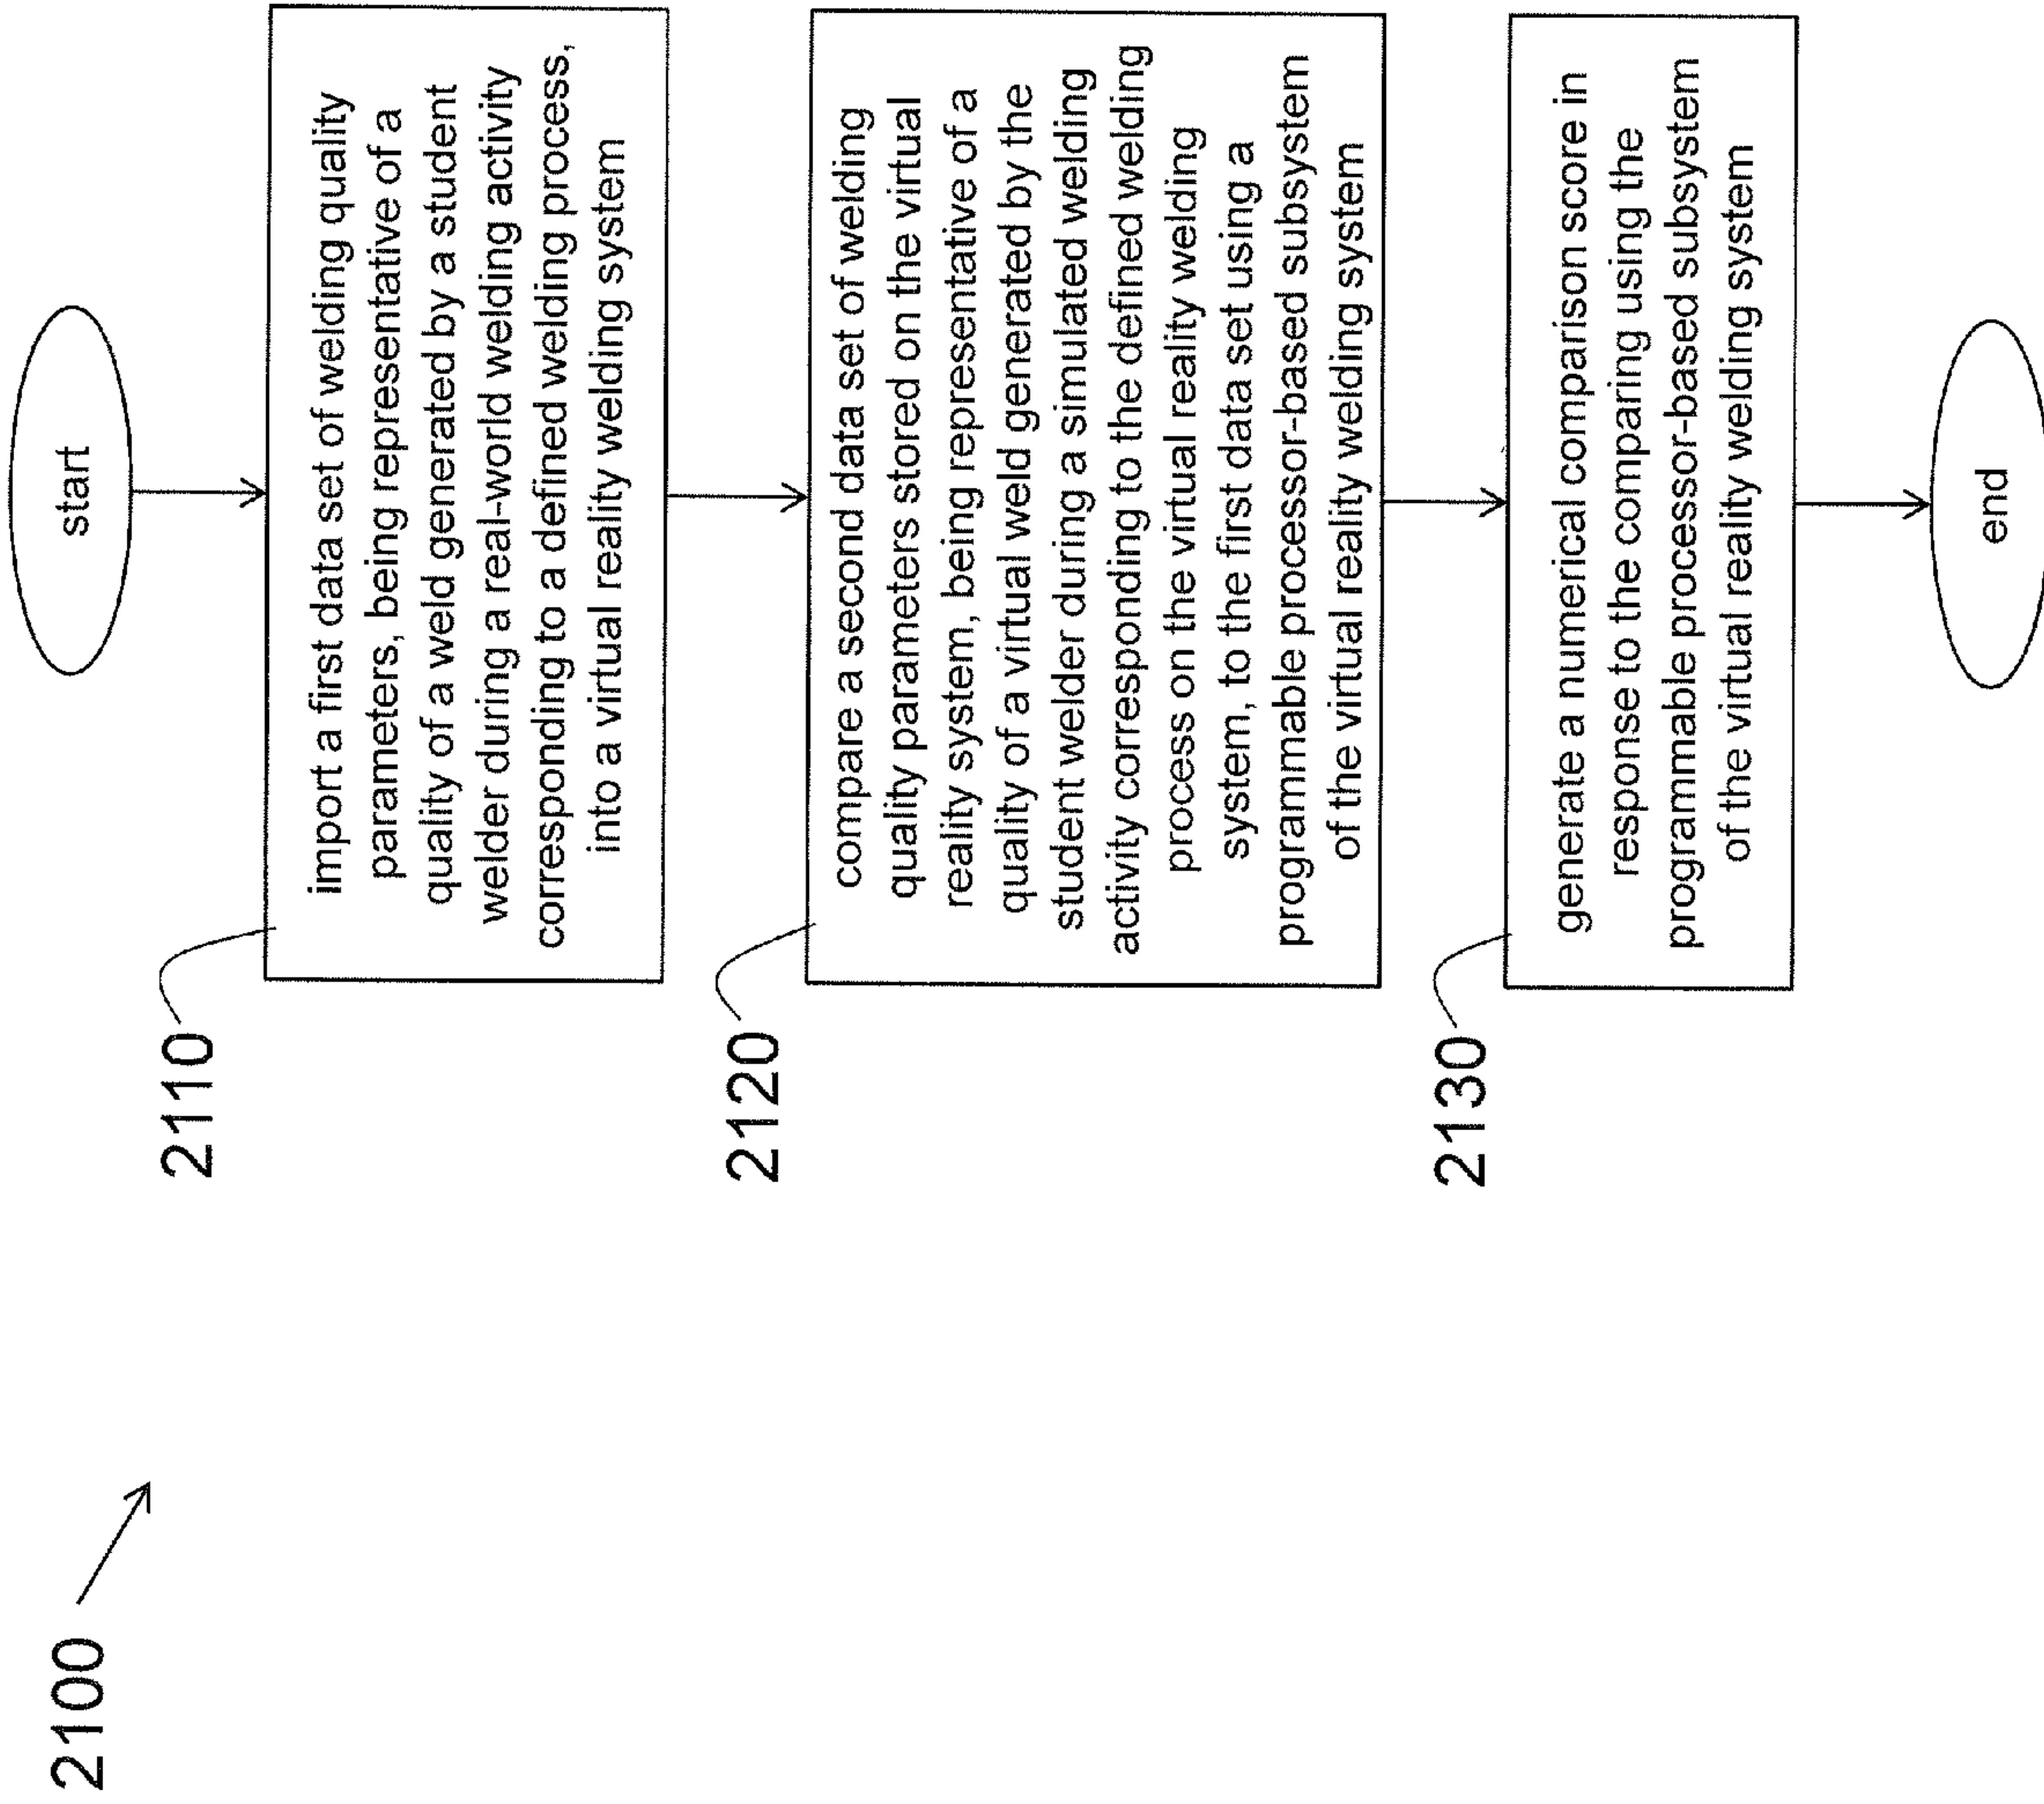 2100
start
2110
import a first data set of welding quality
parameters, being representative of a
quality of a weld generated by a student
welder during a real-world welding activity
corresponding to a defined welding process,
into a virtual reality welding system
2120
compare a second data set of welding
quality parameters stored on the virtual
reality system, being representative of a
quality of a virtual weld generated by the
student welder during a simulated welding
activity corresponding to the defined welding
process on the virtual reality welding
system, to the first data set using a
programmable processor-based subsystem
of the virtual reality welding system
2130
generate a numerical comparison score in
response to the comparing using the
programmable processor-based subsystem
of the virtual reality welding system
end